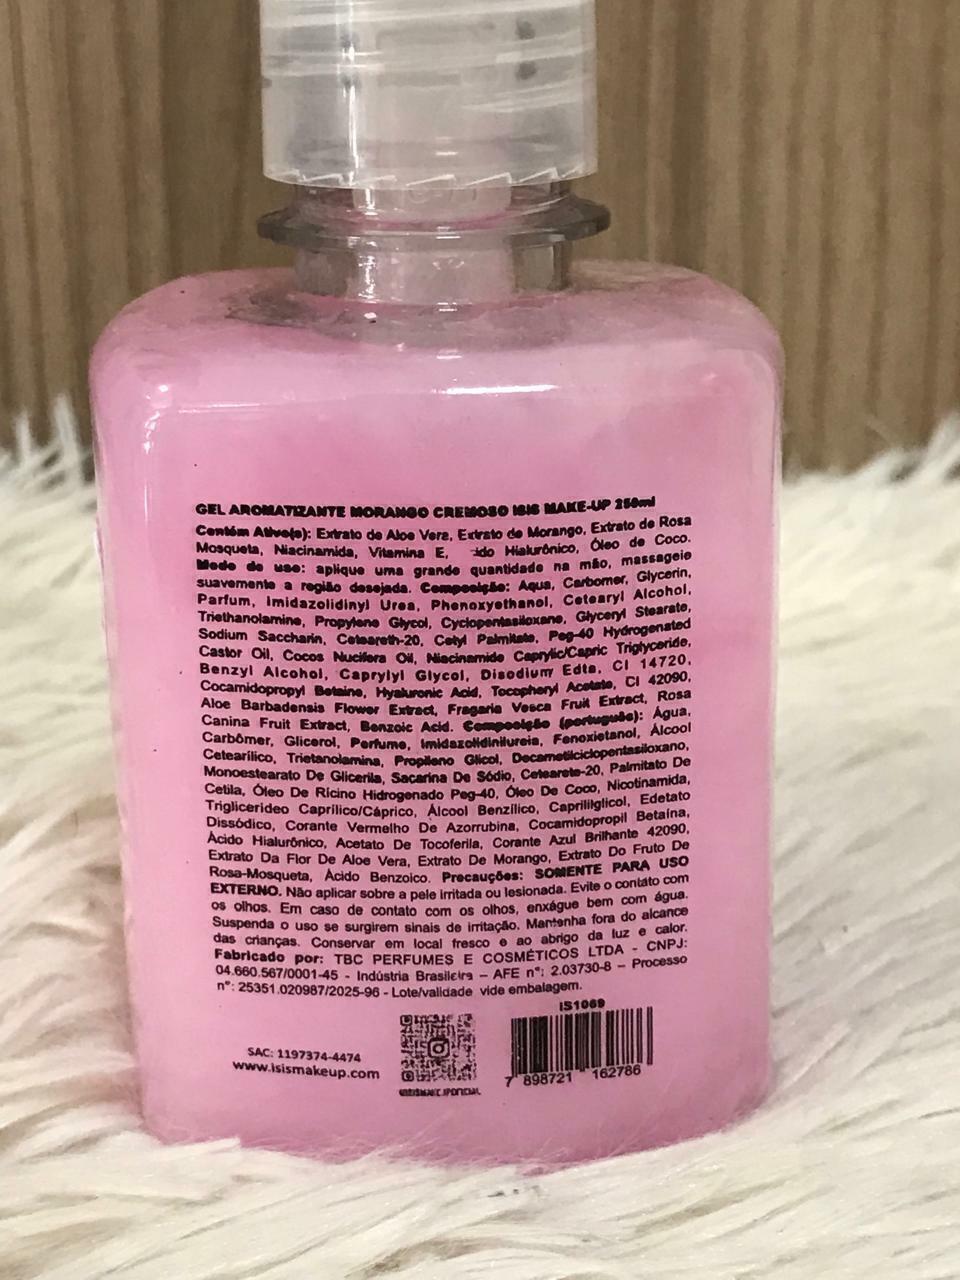 GEL AROMATIZANTE MORANGO CREMOSO ISIS MAKE-UP 250ml
Contém Ativo(s): Extrato de Aloe Vera, Extrato de Morango, Extrato de Rosa
Mosqueta, Niacinamida, Vitamina E, ido Hialurônico, Óleo de Coco.
Modo de uso: aplique uma grande quantidade na mão, massageie
suavemente a região desejada. Composição: Aqua, Carbomer, Glycerin,
Parfum, Imidazolidinyl Urea, Phenoxyethanol, Cetearyl Alcohol,
Triethanolamine, Propylene Glycol, Cyclopentasiloxane, Glyceryl Stearate,
Sodium Saccharin, Ceteareth-20, Cetyl Palmitate, Peg-40 Hydrogenated
Castor Oil, Cocos Nucifera Oil, Niacinamide Caprylic/Capric Triglyceride,
Benzyl Alcohol, Caprylyl Glycol, Disodium Edta, CI 14720,
Cocamidopropyl Betaine, Hyaluronic Acid, Tocopheryl Acetate, CI 42090,
Aloe Barbadensis Flower Extract, Fragaria Vesca Fruit Extract, Rosa
Canina Fruit Extract, Benzoic Acid. Composição (português): Água,
Carbômer, Glicerol, Perfume, Imidazolidinilureia, Fenoxietanol, Álcool
Cetearílico, Trietanolamina, Propileno Glicol, Decametilciclopentasiloxano,
Monoestearato De Glicerila, Sacarina De Sódio, Cetearete-20, Palmitato De
Cetila, Óleo De Rícino Hidrogenado Peg-40, Óleo De Coco, Nicotinamida,
Triglicerideo Caprílico/Cáprico, Álcool Benzílico, Caprililglicol, Edetato
Dissódico, Corante Vermelho De Azorrubina, Cocamidopropil Betaína,
Ácido Hialurônico, Acetato De Tocoferila, Corante Azul Brilhante 42090,
Extrato Da Flor De Aloe Vera, Extrato De Morango, Extrato Do Fruto De
Rosa-Mosqueta, Ácido Benzoico. Precauções: SOMENTE PARA USO
EXTERNO. Não aplicar sobre a pele irritada ou lesionada. Evite o contato com
os olhos. Em caso de contato com os olhos, enxágue bem com água.
Suspenda o uso se surgirem sinais de irritação. Mantenha fora do alcance
das crianças. Conservar em local fresco e ao abrigo da luz e calor.
Fabricado por: TBC PERFUMES E COSMÉTICOS LTDA - CNPJ:
04.660.567/0001-45 - Indústria Brasileira – AFE n°: 2.03730-8 – Processo
n°: 25351.020987/2025-96 - Lote/validade vide embalagem.
IS1069
SAC: 1197374-4474
www.isismakeup.com
7 898721 162786